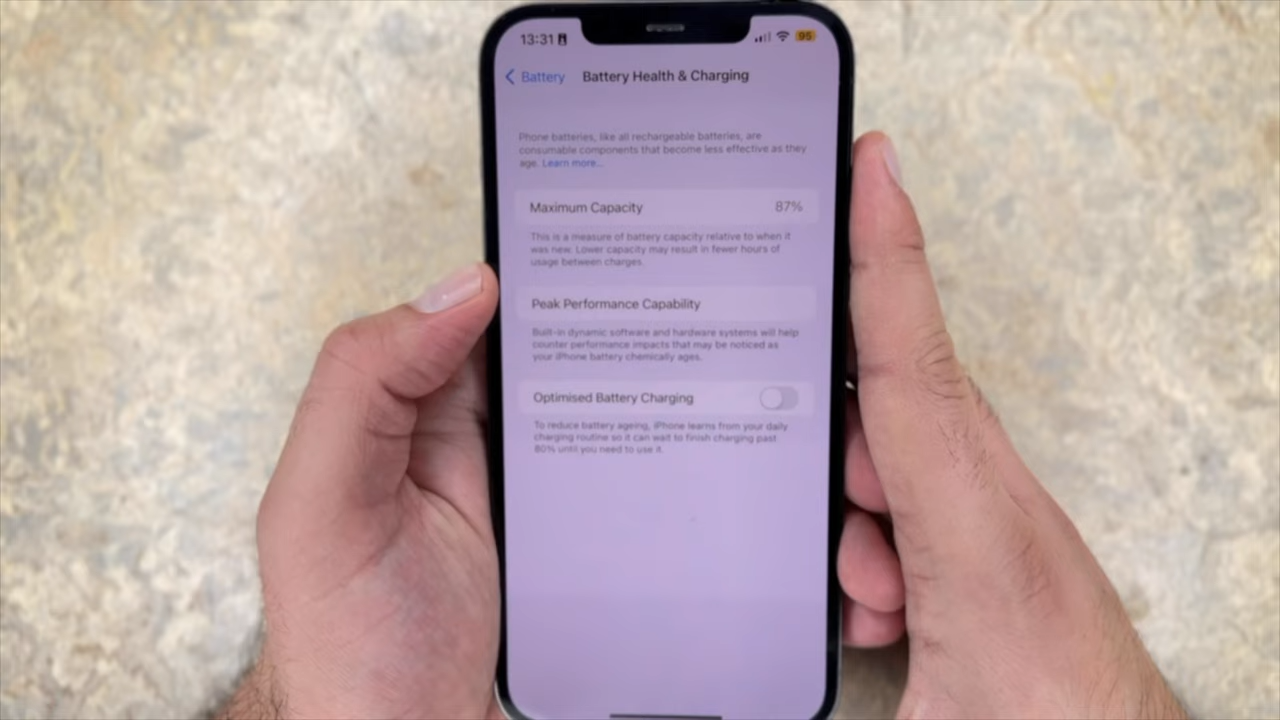 13:31
95
Battery
Battery Health & Charging
Phone batteries, like all rechargeable batteries, are
consumable components that become less effective as they
age. Learn more...
Maximum Capacity 87%
This is a measure of battery capacity relative to when it
was new. Lower capacity may result in fewer hours of
usage between charges.
Peak Performance Capability
Built-in dynamic software and hardware systems will help
counter performance impacts that may be noticed as
your iPhone battery chemically ages.
Optimised Battery Charging
To reduce battery ageing, iPhone learns from your daily
charging routine so it can wait to finish charging past
80% until you need to use it.